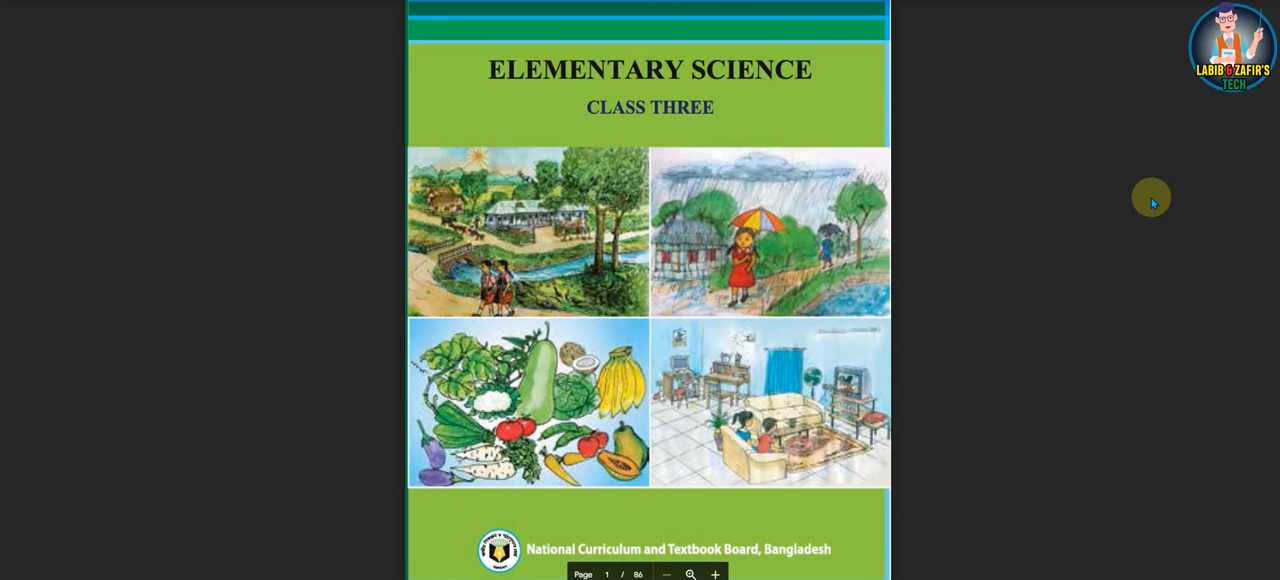 ELEMENTARY SCIENCE
CLASS THREE
LABIB & ZAFIR'S
TECH
National Curriculum and Textbook Board, Bangladesh
Page 1 / 86